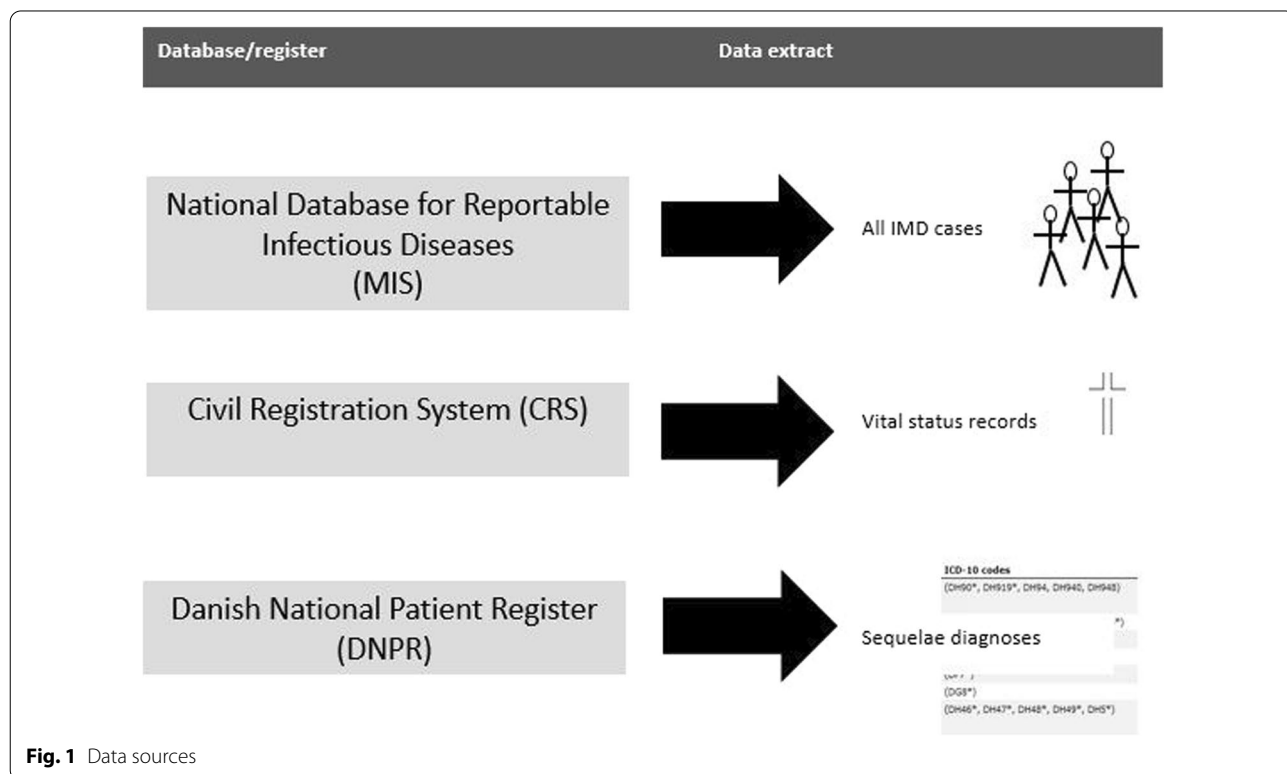 Database/register Data extract
National Database for Reportable
Infectious Diseases
(MIS)
All IMD cases
Civil Registration System (CRS)
Vital status records
Danish National Patient Register
(DNPR)
Sequelae diagnoses
ICD-10 codes
(DH90*, DH919*, DH94, DH940, DH948)
*)
(DG8*)
(DH46*, DH47*, DH48*, DH49*, DH5*)
Fig. 1 Data sources